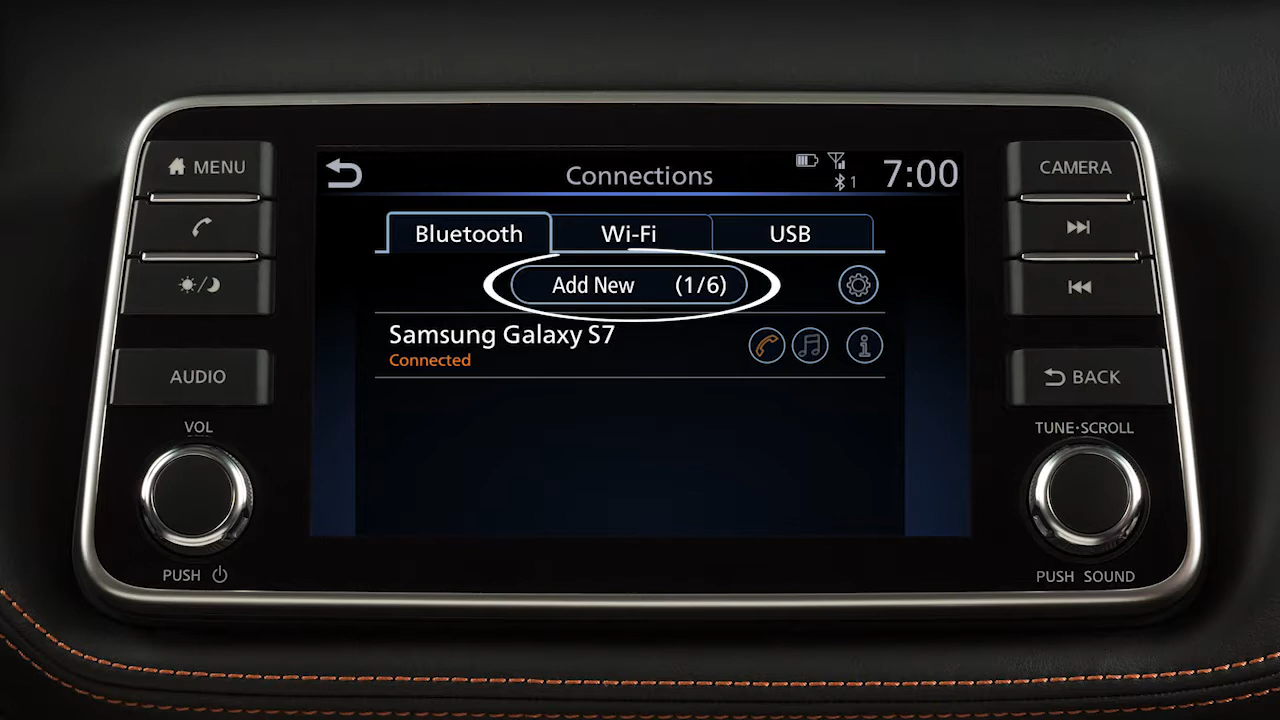 MENU
CAMERA
Connections
1
7:00
Bluetooth
Wi-Fi
USB
Add New (1/6)
Samsung Galaxy S7
Connected
AUDIO
BACK
VOL
TUNE·SCROLL
PUSH
PUSH SOUND